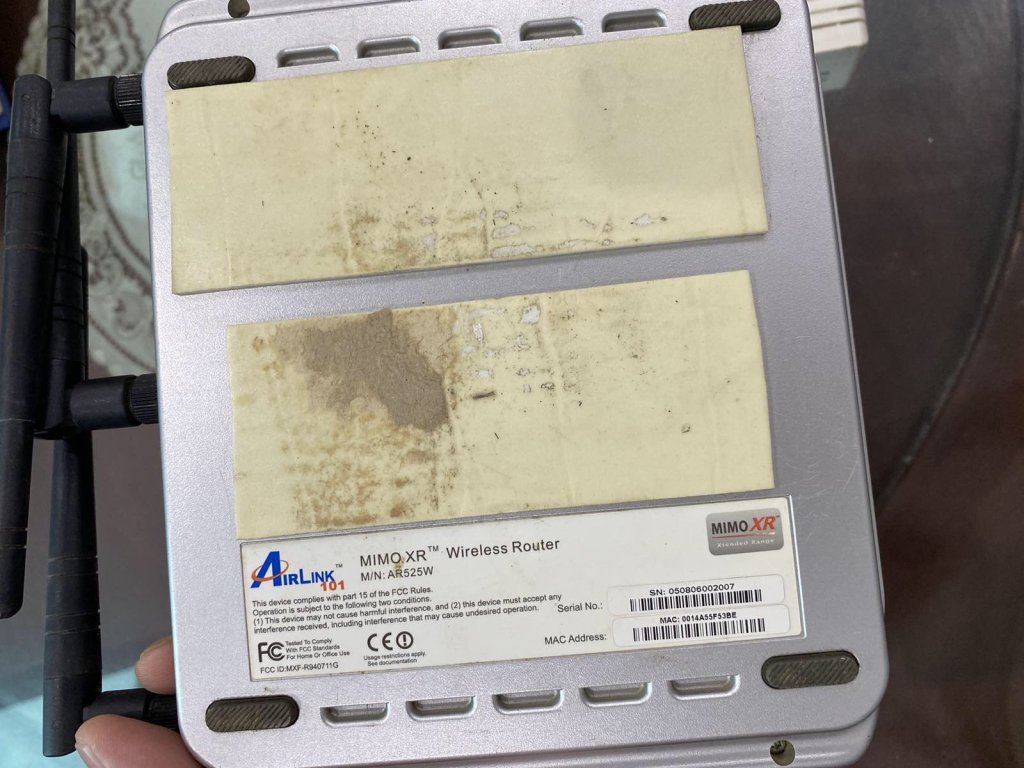 AIRLINK™
101
MIMO XR™ Wireless Router
M/N: AR525W
MIMO XR™
Xtended Range
This device complies with part 15 of the FCC Rules.
Operation is subject to the following two conditions.
(1) This device may not cause harmful interference, and (2) this device must accept any
interference received, including interference that may cause undesired operation.
Serial No.:
SN: 050806002007
MAC Address:
MAC: 0014A55F53BE
FC Tested To Comply
With FCC Standards
For Home Or Office Use
FCC ID:MXF-R940711G
CE
Usage restrictions apply.
See documentation